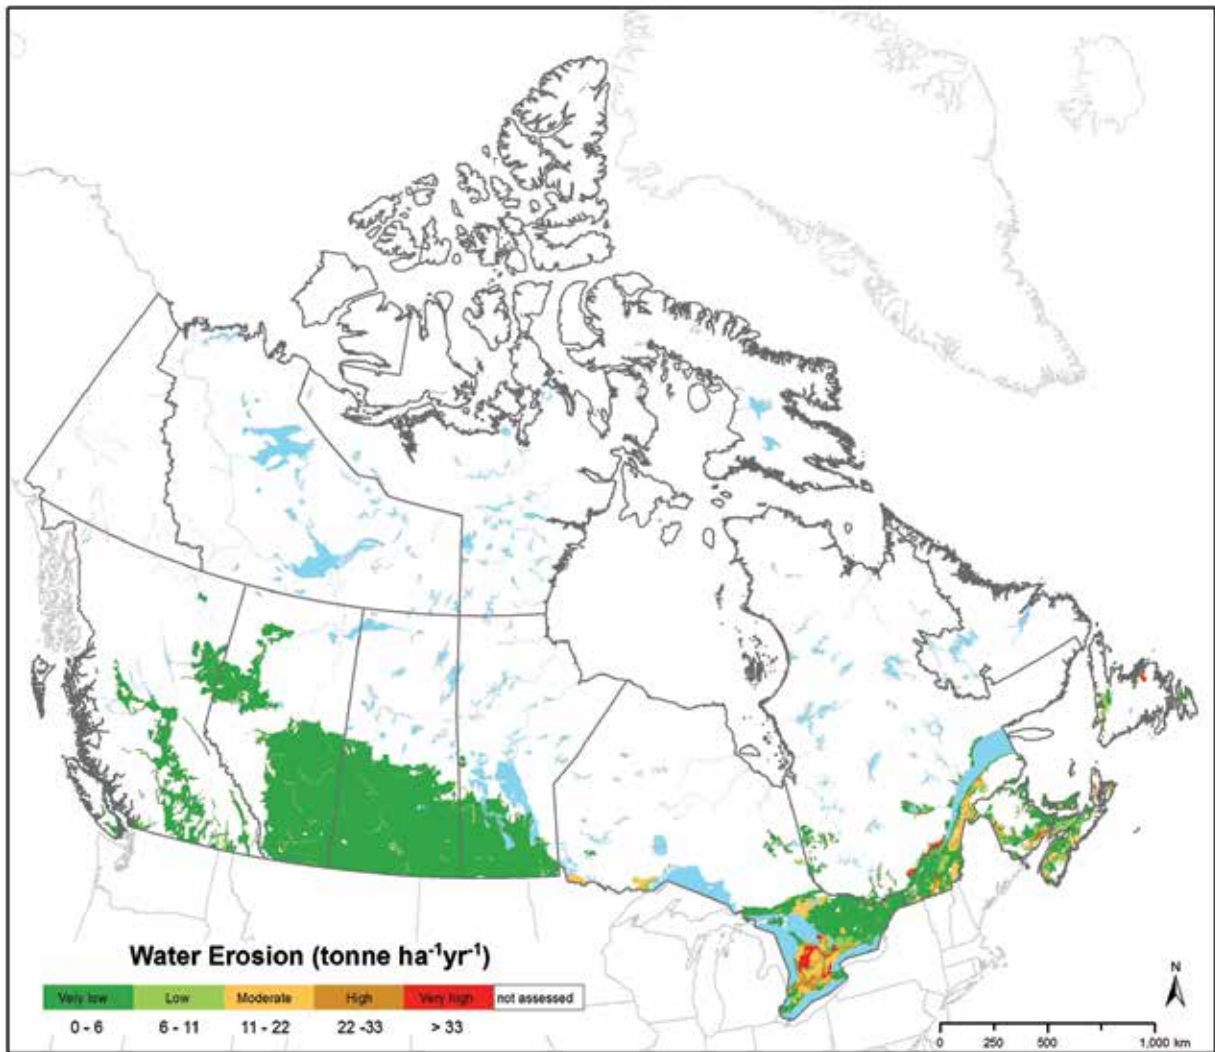 Water Erosion (tonne ha⁻¹yr⁻¹)
Very low Low Moderate High Very high not assessed
0 - 6 6 - 11 11 - 22 22 -33 > 33
N
0 250 500 1,000 km